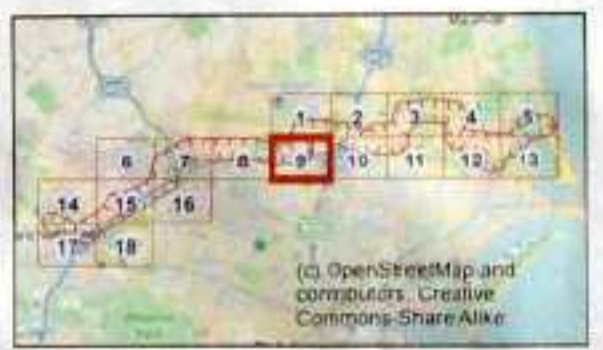 1 2 3 4 5
6 7 8 9 10 11 12 13
14 15 16
17 18
(c) OpenStreetMap and
contributors, Creative
Commons-Share Alike